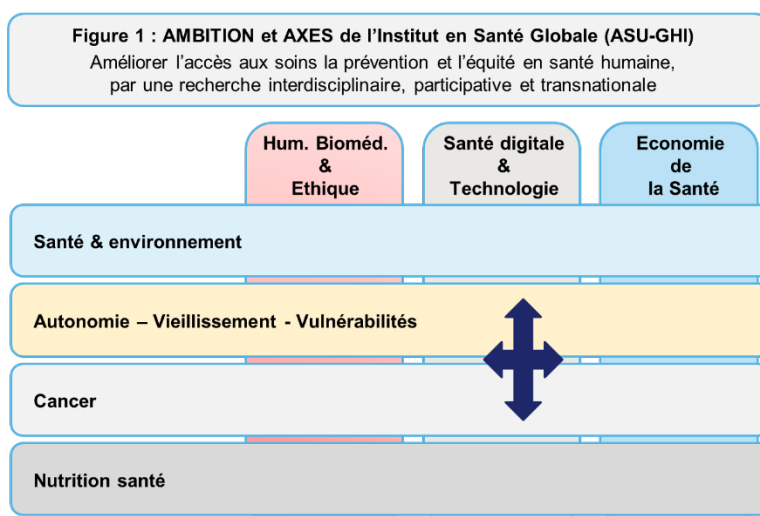 Figure 1 : AMBITION et AXES de l’Institut en Santé Globale (ASU-GHI)
Améliorer l’accès aux soins la prévention et l’équité en santé humaine,
par une recherche interdisciplinaire, participative et transnationale
Hum. Bioméd.
&
Ethique
Santé digitale
&
Technologie
Economie
de
la Santé
Santé & environnement
Autonomie – Vieillissement - Vulnérabilités
Cancer
Nutrition santé